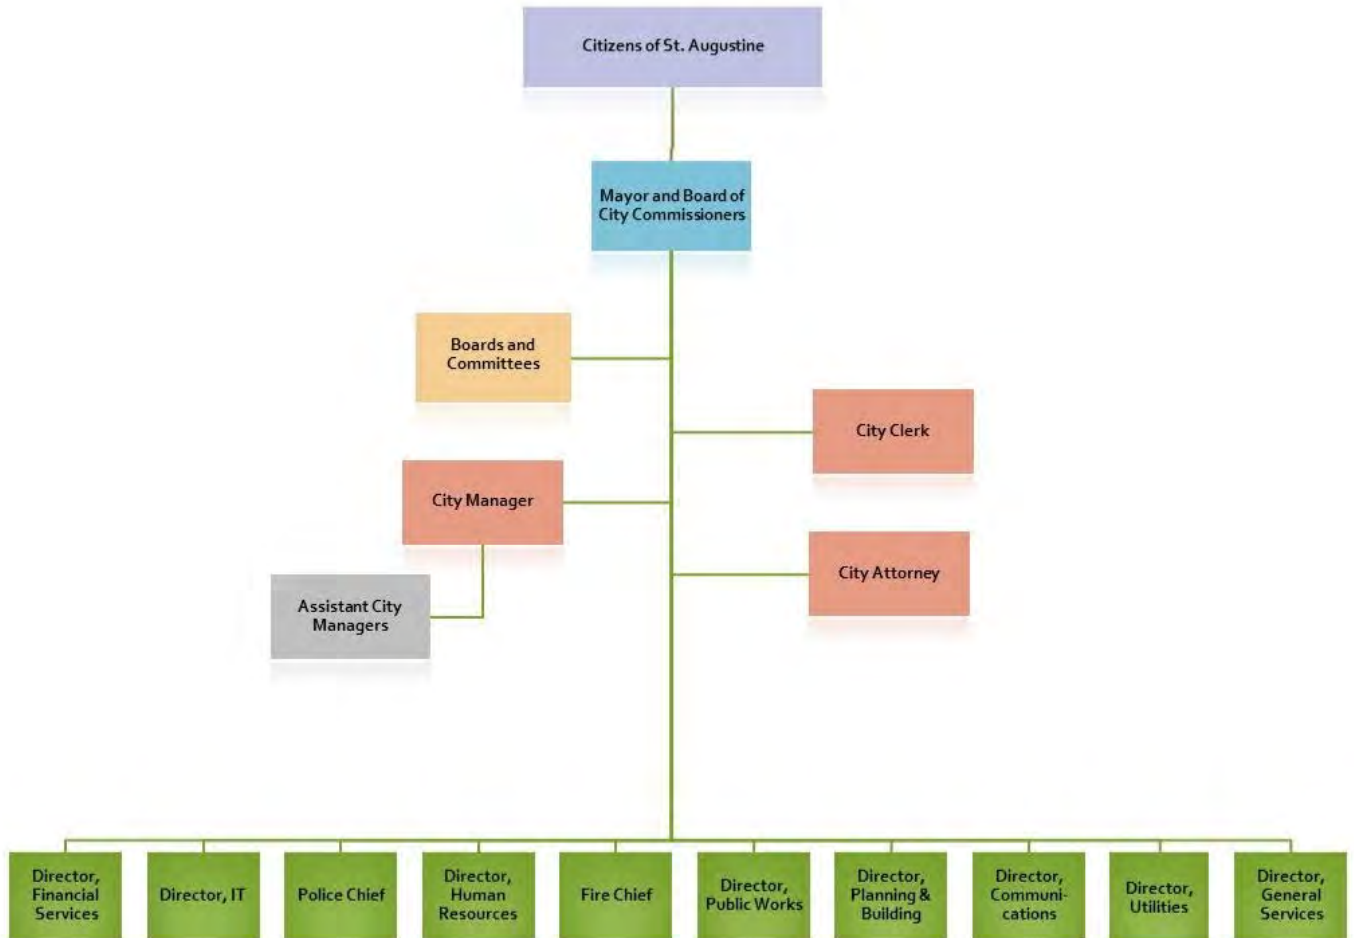 Citizens of St. Augustine
Mayor and Board of
City Commissioners
Boards and
Committees
City Clerk
City Manager
City Attorney
Assistant City
Managers
Director,
Financial
Services
Director, IT
Police Chief
Director,
Human
Resources
Fire Chief
Director,
Public Works
Director,
Planning &
Building
Director,
Communi-
cations
Director,
Utilities
Director,
General
Services